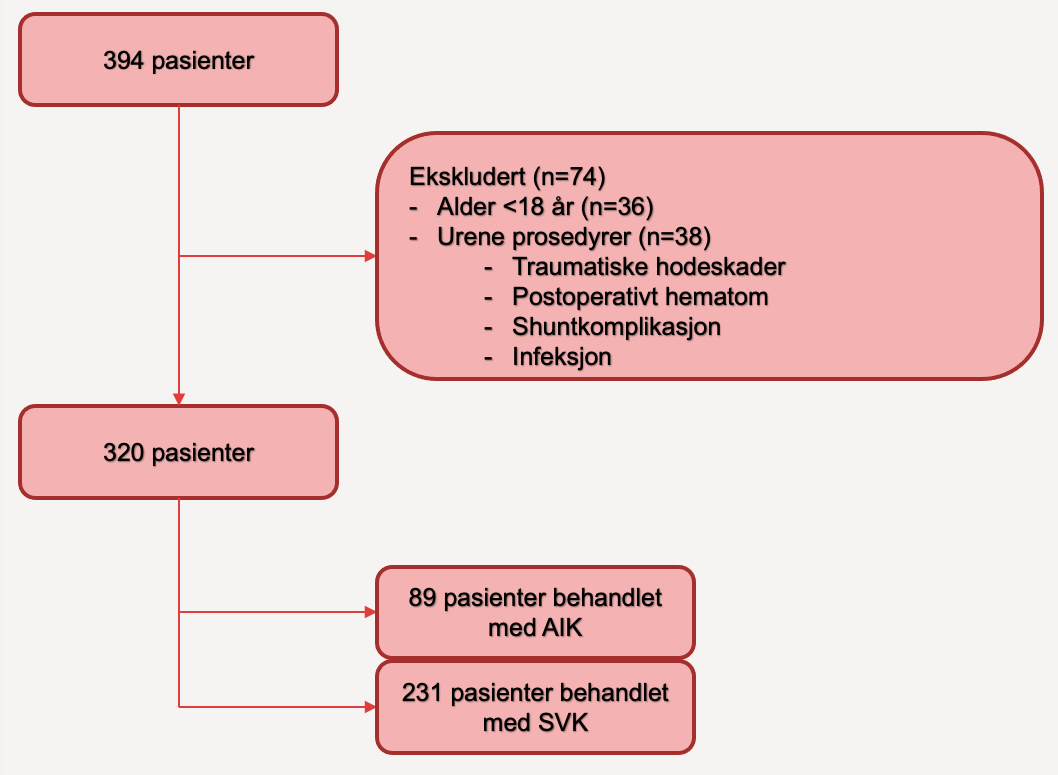 394 pasienter
Ekskludert (n=74)
- Alder <18 år (n=36)
- Urene prosedyrer (n=38)
- Traumatiske hodeskader
- Postoperativt hematom
- Shuntkomplikasjon
- Infeksjon
320 pasienter
89 pasienter behandlet
med AIK
231 pasienter behandlet
med SVK